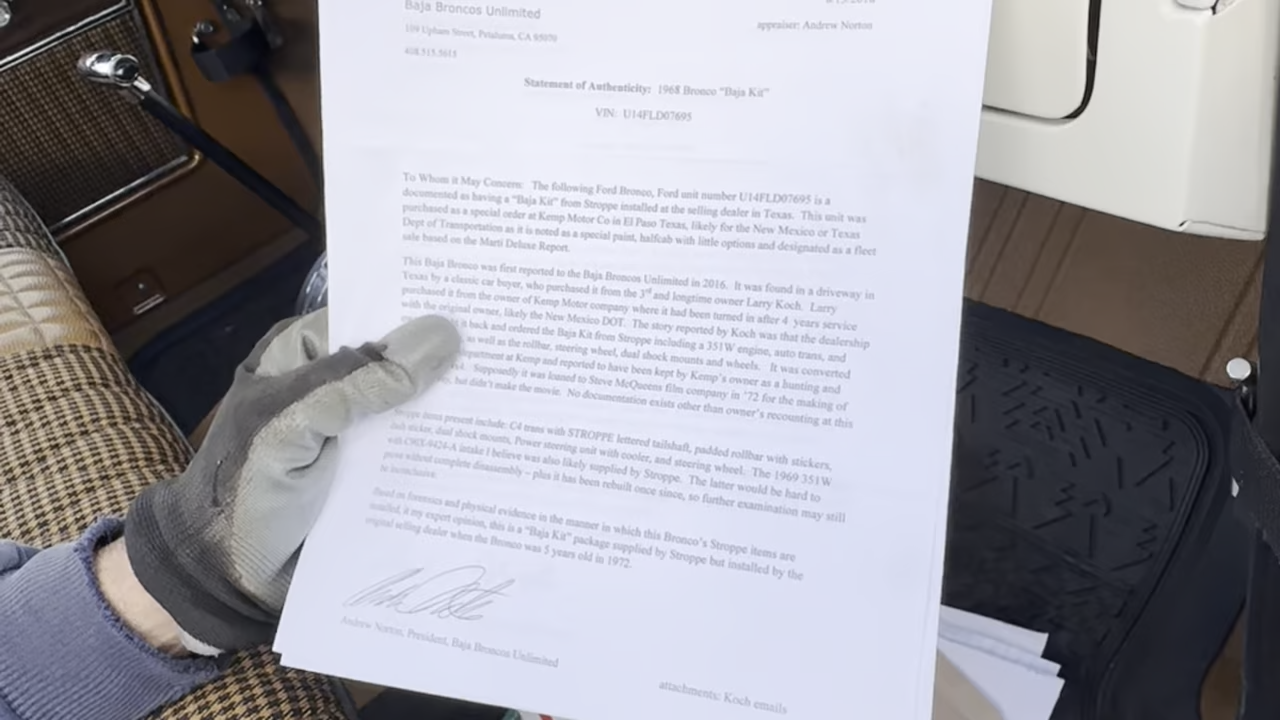 Baja Broncos Unlimited
appraiser: Andrew Norton
109 Upham Street, Petaluma, CA 95070
408.515.5615
Statement of Authenticity: 1968 Bronco "Baja Kit"
VIN: U14FLD07695
To Whom it May Concern: The following Ford Bronco, Ford unit number U14FLD07695 is a
documented as having a "Baja Kit" from Stroppe installed at the selling dealer in Texas. This unit was
purchased as a special order at Kemp Motor Co in El Paso Texas, likely for the New Mexico or Texas
Dept of Transportation as it is noted as a special paint, halfcab with little options and designated as a fleet
sale based on the Marti Deluxe Report.
This Baja Bronco was first reported to the Baja Broncos Unlimited in 2016. It was found in a driveway in
Texas by a classic car buyer, who purchased it from the 3rd and longtime owner Larry Koch. Larry
purchased it from the owner of Kemp Motor company where it had been turned in after 4 years service
with the original owner, likely the New Mexico DOT. The story reported by Koch was that the dealership
it back and ordered the Baja Kit from Stroppe including a 351W engine, auto trans, and
as well as the rollbar, steering wheel, dual shock mounts and wheels. It was converted
department at Kemp and reported to have been kept by Kemp's owner as a hunting and
Supposedly it was loaned to Steve McQueens film company in '72 for the making of
but didn't make the movie. No documentation exists other than owner's recounting at this
Stroppe items present include: C4 trans with STROPPE lettered tailshaft, padded rollbar with stickers,
dash sticker, dual shock mounts, Power steering unit with cooler, and steering wheel. The 1969 351W
with C9OX-9424-A intake I believe was also likely supplied by Stroppe. The latter would be hard to
prove without complete disassembly – plus it has been rebuilt once since, so further examination may still
be inconclusive.
Based on forensics and physical evidence in the manner in which this Bronco's Stroppe items are
installed, it my expert opinion, this is a "Baja Kit" package supplied by Stroppe but installed by the
original selling dealer when the Bronco was 5 years old in 1972.
Andrew Norton, President, Baja Broncos Unlimited
attachments: Koch emails